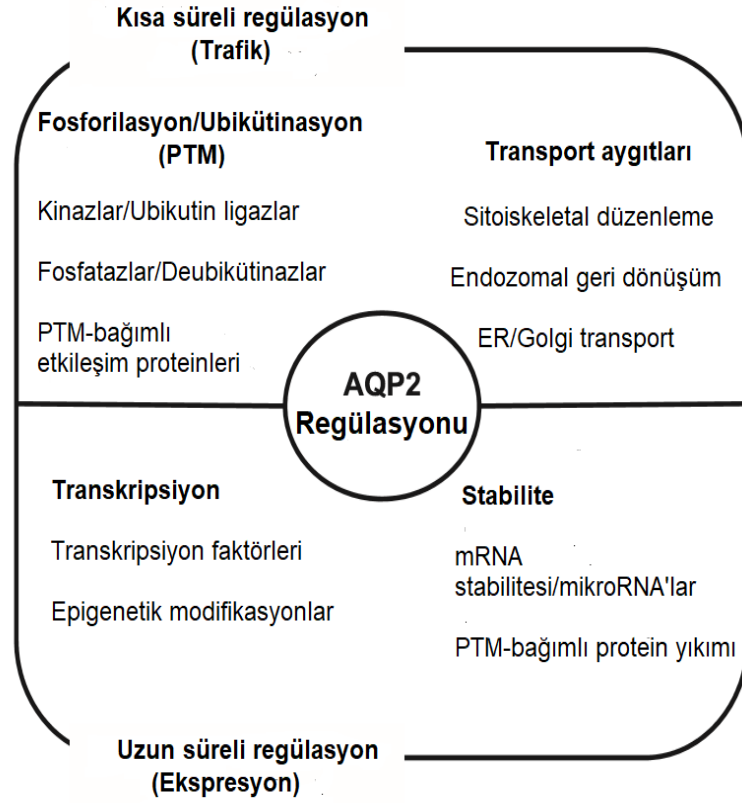 Kısa süreli regülasyon
(Trafik)
Fosforilasyon/Ubikütinasyon
(PTM)
Kinazlar/Ubikutin ligazlar
Fosfatazlar/Deubikütinazlar
PTM-bağımlı
etkileşim proteinleri
Transport aygıtları
Sitoiskeletal düzenleme
Endozomal geri dönüşüm
ER/Golgi transport
AQP2
Regülasyonu
Transkripsiyon
Transkripsiyon faktörleri
Epigenetik modifikasyonlar
Stabilite
mRNA
stabilitesi/mikroRNA'lar
PTM-bağımlı protein yıkımı
Uzun süreli regülasyon
(Ekspresyon)